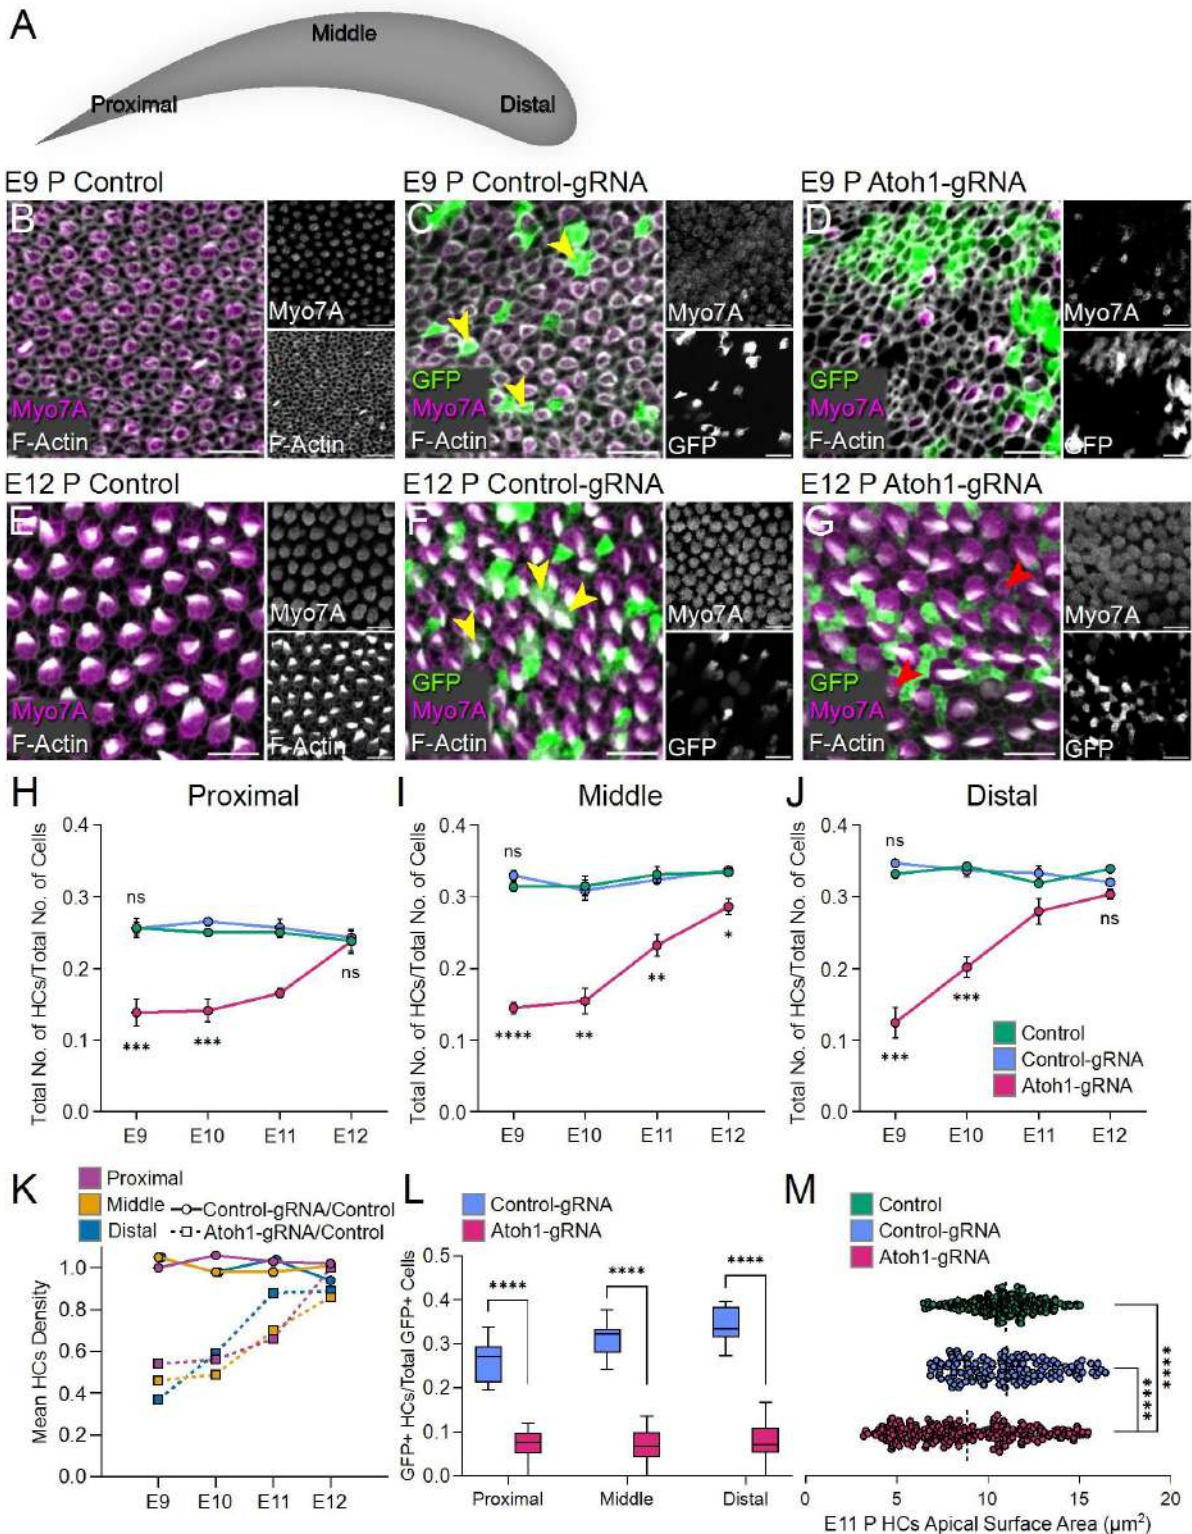 A
Middle
Proximal
Distal
E9 P Control
E9 P Control-gRNA
E9 P Atoh1-gRNA
B
Myo7A
F-Actin
Myo7A
F-Actin
C
GFP
Myo7A
F-Actin
Myo7A
GFP
D
GFP
Myo7A
F-Actin
Myo7A
GFP
E12 P Control
E12 P Control-gRNA
E12 P Atoh1-gRNA
E
Myo7A
F-Actin
Myo7A
F-Actin
F
GFP
Myo7A
F-Actin
Myo7A
GFP
G
GFP
Myo7A
F-Actin
Myo7A
GFP
H
Proximal
Total No. of HCs/Total No. of Cells
0.4
0.3
0.2
0.1
0.0
ns
ns
***
***
E9 E10 E11 E12
I
Middle
Total No. of HCs/Total No. of Cells
0.4
0.3
0.2
0.1
0.0
ns
****
**
**
*
E9 E10 E11 E12
J
Distal
Total No. of HCs/Total No. of Cells
0.4
0.3
0.2
0.1
0.0
ns
***
***
ns
Control
Control-gRNA
Atoh1-gRNA
E9 E10 E11 E12
K
Proximal
Middle
Distal
Control-gRNA/Control
Atoh1-gRNA/Control
Mean HCs Density
1.0
0.8
0.6
0.4
0.2
0.0
E9 E10 E11 E12
L
Control-gRNA
Atoh1-gRNA
GFP+ HCs/Total GFP+ Cells
0.5
0.4
0.3
0.2
0.1
0.0
****
****
****
Proximal Middle Distal
M
Control
Control-gRNA
Atoh1-gRNA
****
****
0 5 10 15 20
E11 P HCs Apical Surface Area (µm²)